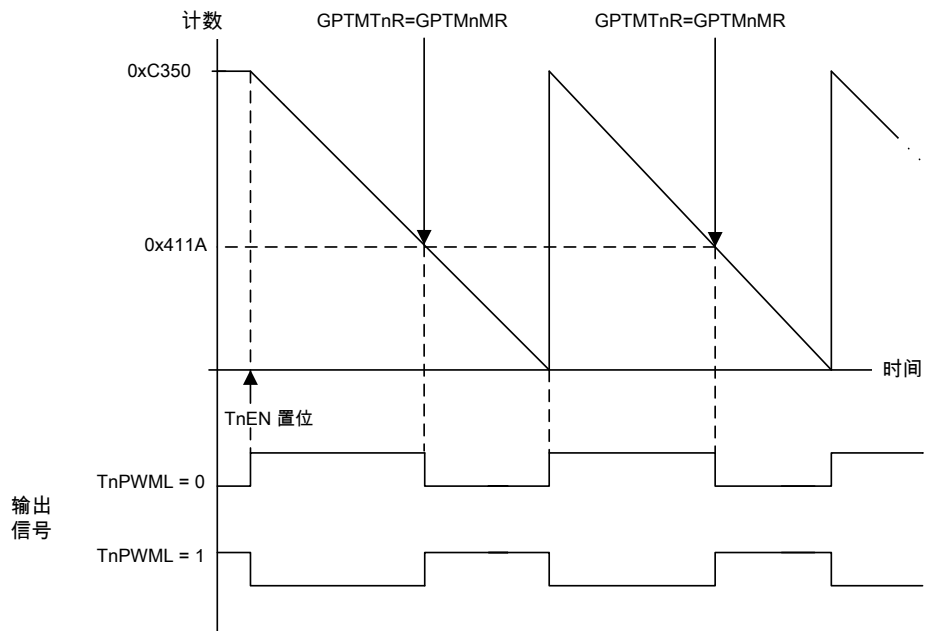 计数
GPTMTnR=GPTMnMR
GPTMTnR=GPTMnMR
0xC350
0x411A
时间
TnEN 置位
TnPWML = 0
输出
信号
TnPWML = 1